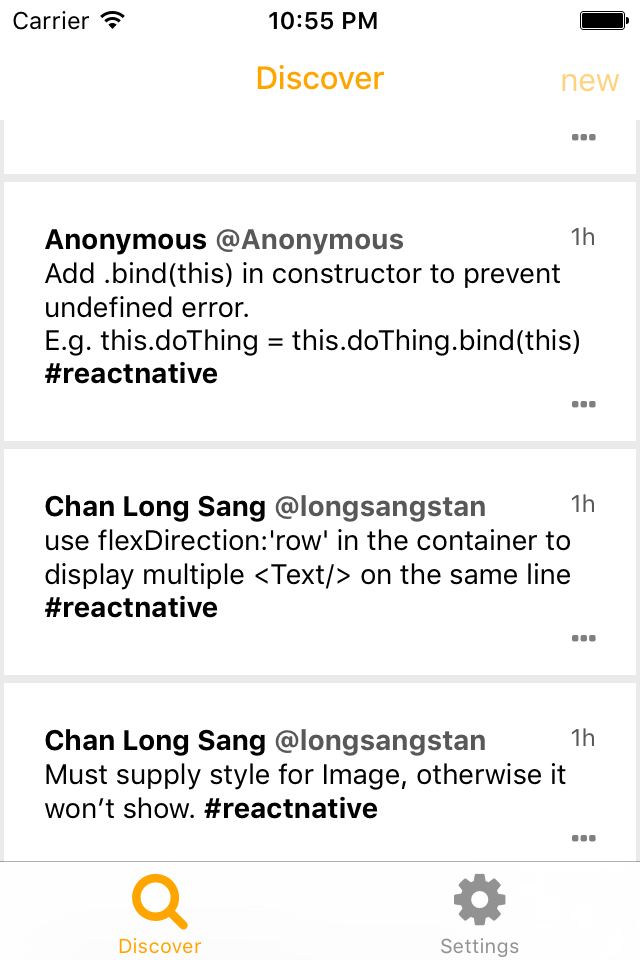 Carrier 10:55 PM
Discover new
Anonymous @Anonymous 1h
Add .bind(this) in constructor to prevent
undefined error.
E.g. this.doThing = this.doThing.bind(this)
#reactnative
Chan Long Sang @longsangstan 1h
use flexDirection:'row' in the container to
display multiple <Text/> on the same line
#reactnative
Chan Long Sang @longsangstan 1h
Must supply style for Image, otherwise it
won’t show. #reactnative
Discover Settings